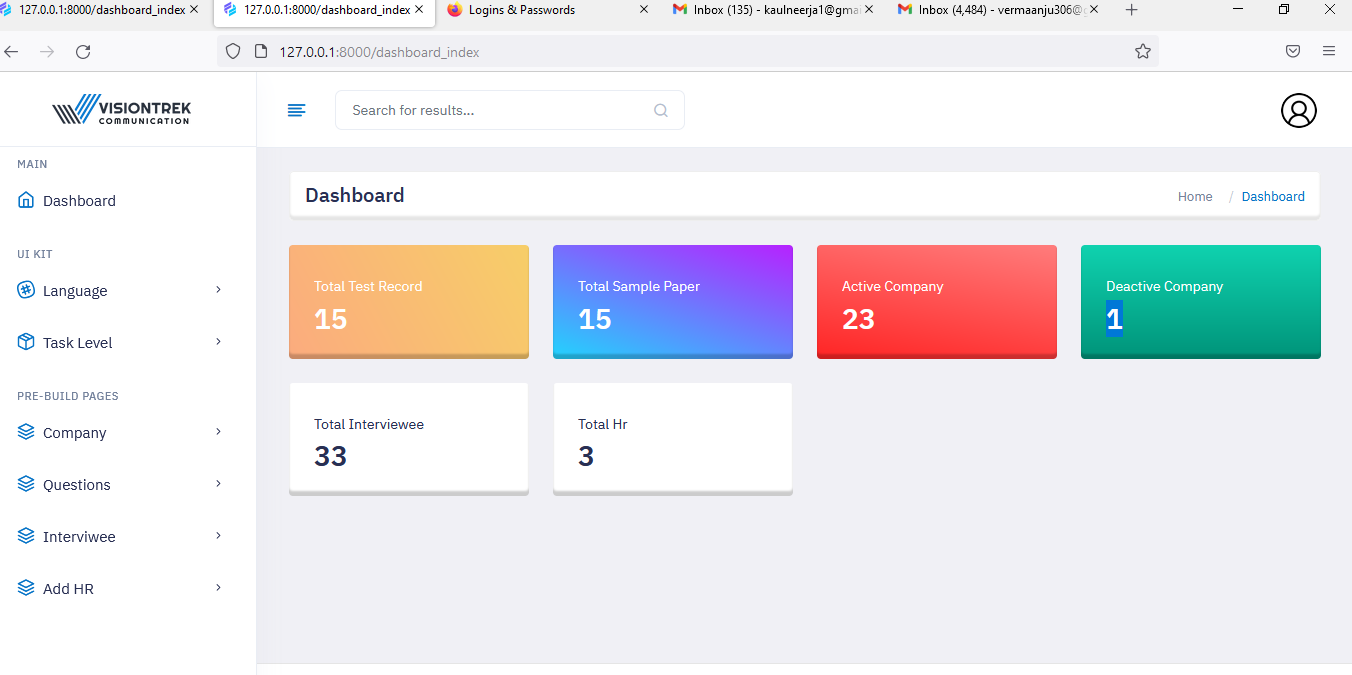 127.0.0.1:8000/dashboard_index
127.0.0.1:8000/dashboard_index
Logins & Passwords
Inbox (135) - kaulneerja1@gmai
Inbox (4,484) - vermaanju306@g
127.0.0.1:8000/dashboard_index
VISIONTREK
COMMUNICATION
Search for results...
MAIN
Dashboard
UI KIT
Language
Task Level
PRE-BUILD PAGES
Company
Questions
Interviwee
Add HR
Dashboard
Home / Dashboard
Total Test Record
15
Total Sample Paper
15
Active Company
23
Deactive Company
1
Total Interviewee
33
Total Hr
3